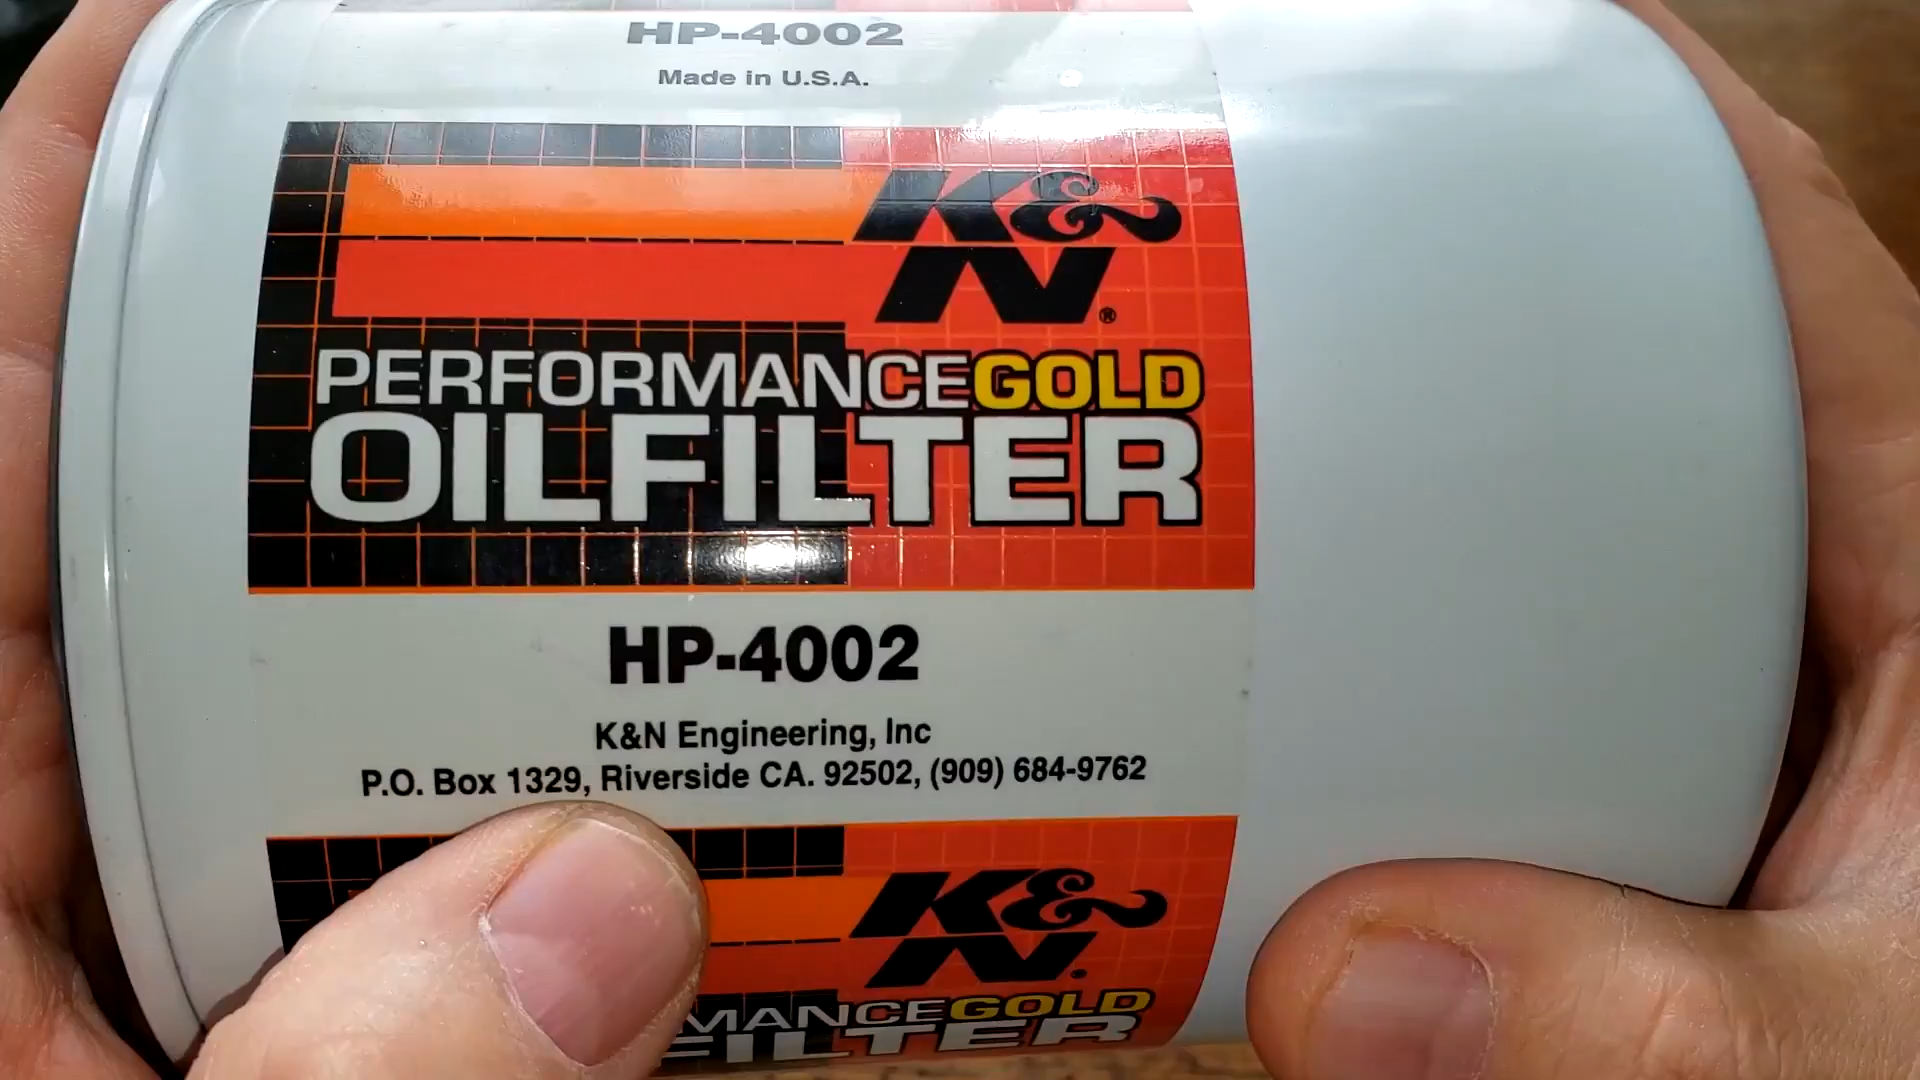 HP-4002
Made in U.S.A.
K&N®
PERFORMANCEGOLD
OILFILTER
HP-4002
K&N Engineering, Inc
P.O. Box 1329, Riverside CA. 92502, (909) 684-9762
K&N®
MANCEGOLD
FILTER